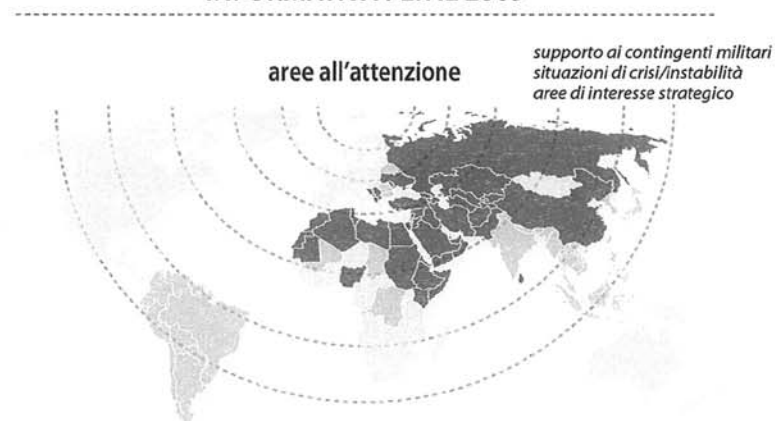 aree all'attenzione
supporto ai contingenti militari
situazioni di crisi/instabilità
aree di interesse strategico